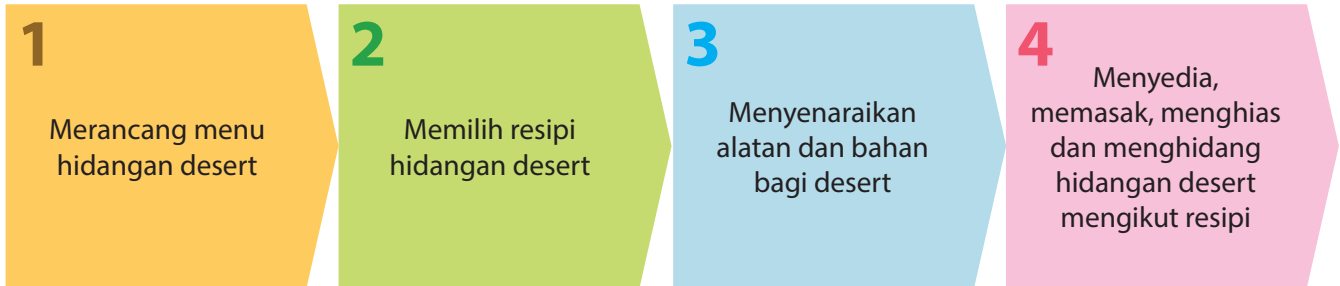 1
Merancang menu
hidangan desert
2
Memilih resipi
hidangan desert
3
Menyenaraikan
alatan dan bahan
bagi desert
4
Menyedia,
memasak, menghias
dan menghidang
hidangan desert
mengikut resipi